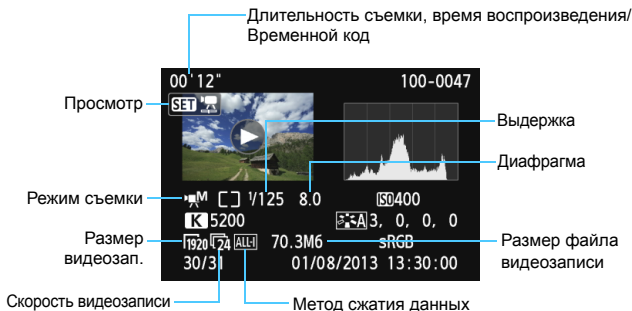 Длительность съемки, время воспроизведения/
Временной код
00'12" 100-0047
Просмотр
SET
Выдержка
Диафрагма
Режим съемки
M 1/125 8.0 ISO400
K 5200 A 3, 0, 0, 0
Размер
видеозап.
1920 24 ALL-I 70.3Мб sRGB
Размер файла
видеозаписи
30/31 01/08/2013 13:30:00
Скорость видеозаписи
Метод сжатия данных